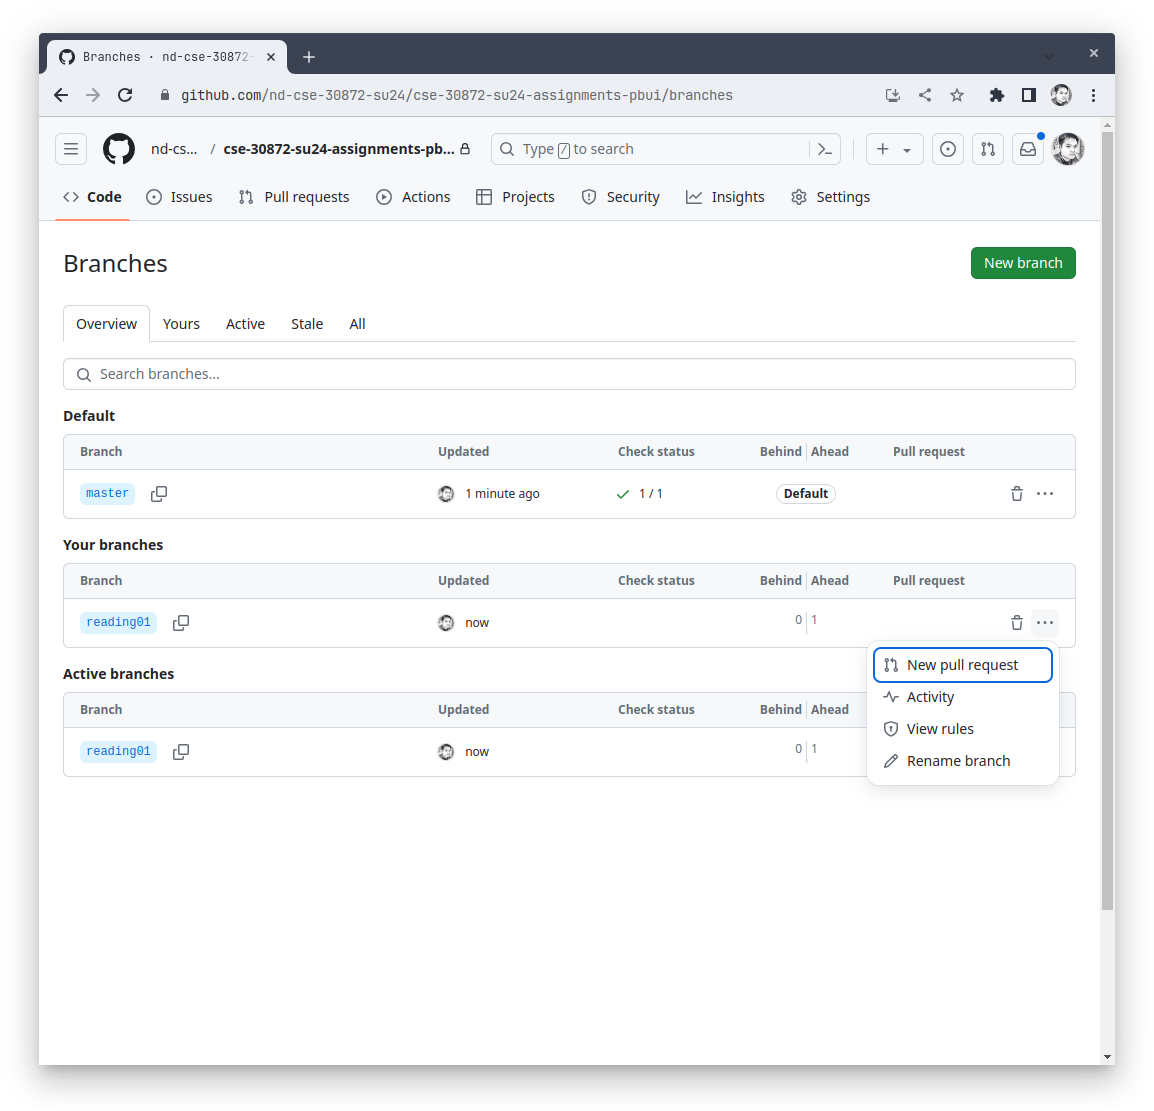 Branches · nd-cse-30872-
github.com/nd-cse-30872-su24/cse-30872-su24-assignments-pbui/branches
nd-cs... / cse-30872-su24-assignments-pb... Type / to search
Code Issues Pull requests Actions Projects Security Insights Settings
Branches New branch
Overview Yours Active Stale All
Search branches...
Default
Branch Updated Check status Behind Ahead Pull request
master 1 minute ago 1 / 1 Default
Your branches
Branch Updated Check status Behind Ahead Pull request
reading01 now 0 1
New pull request
Activity
View rules
Rename branch
Active branches
Branch Updated Check status Behind Ahead
reading01 now 0 1